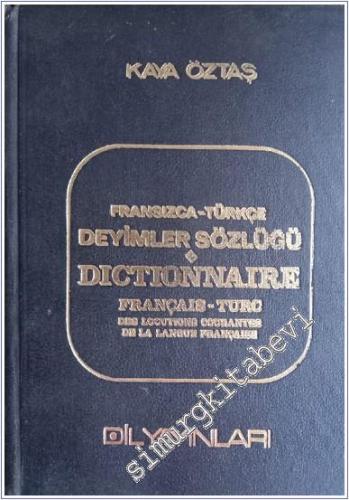 KAYA ÖZTAŞ
FRANSIZCA-TÜRKÇE
DEYİMLER SÖZLÜĞÜ
DICTIONNAIRE
FRANÇAIS - TURC
DES LOCUTIONS COURANTES
DE LA LANGUE FRANÇAISE
DİL YAYINLARI
simurgkitabevi.com